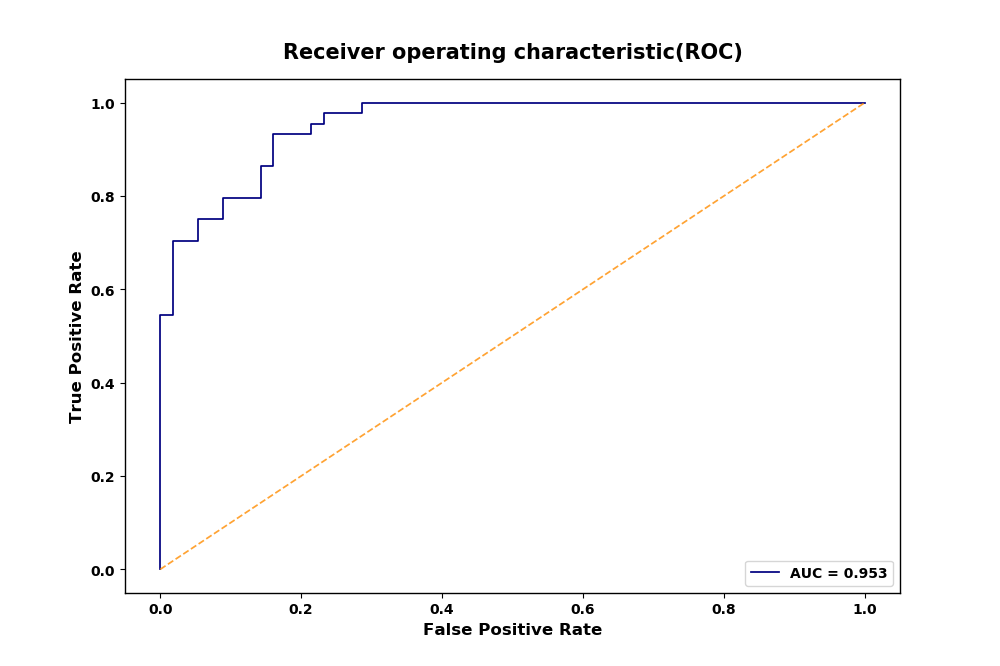 Receiver operating characteristic(ROC)
True Positive Rate
1.0
0.8
0.6
0.4
0.2
0.0
AUC = 0.953
0.0 0.2 0.4 0.6 0.8 1.0
False Positive Rate